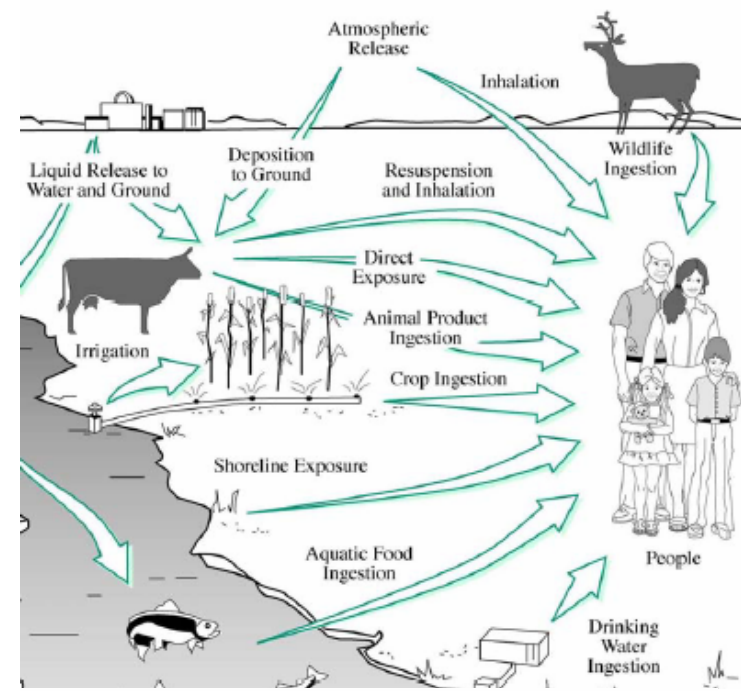 Atmospheric
Release
Inhalation
Wildlife
Ingestion
Liquid Release to
Water and Ground
Deposition
to Ground
Resuspension
and Inhalation
Direct
Exposure
Animal Product
Ingestion
Irrigation
Crop Ingestion
Shoreline Exposure
Aquatic Food
Ingestion
People
Drinking
Water
Ingestion